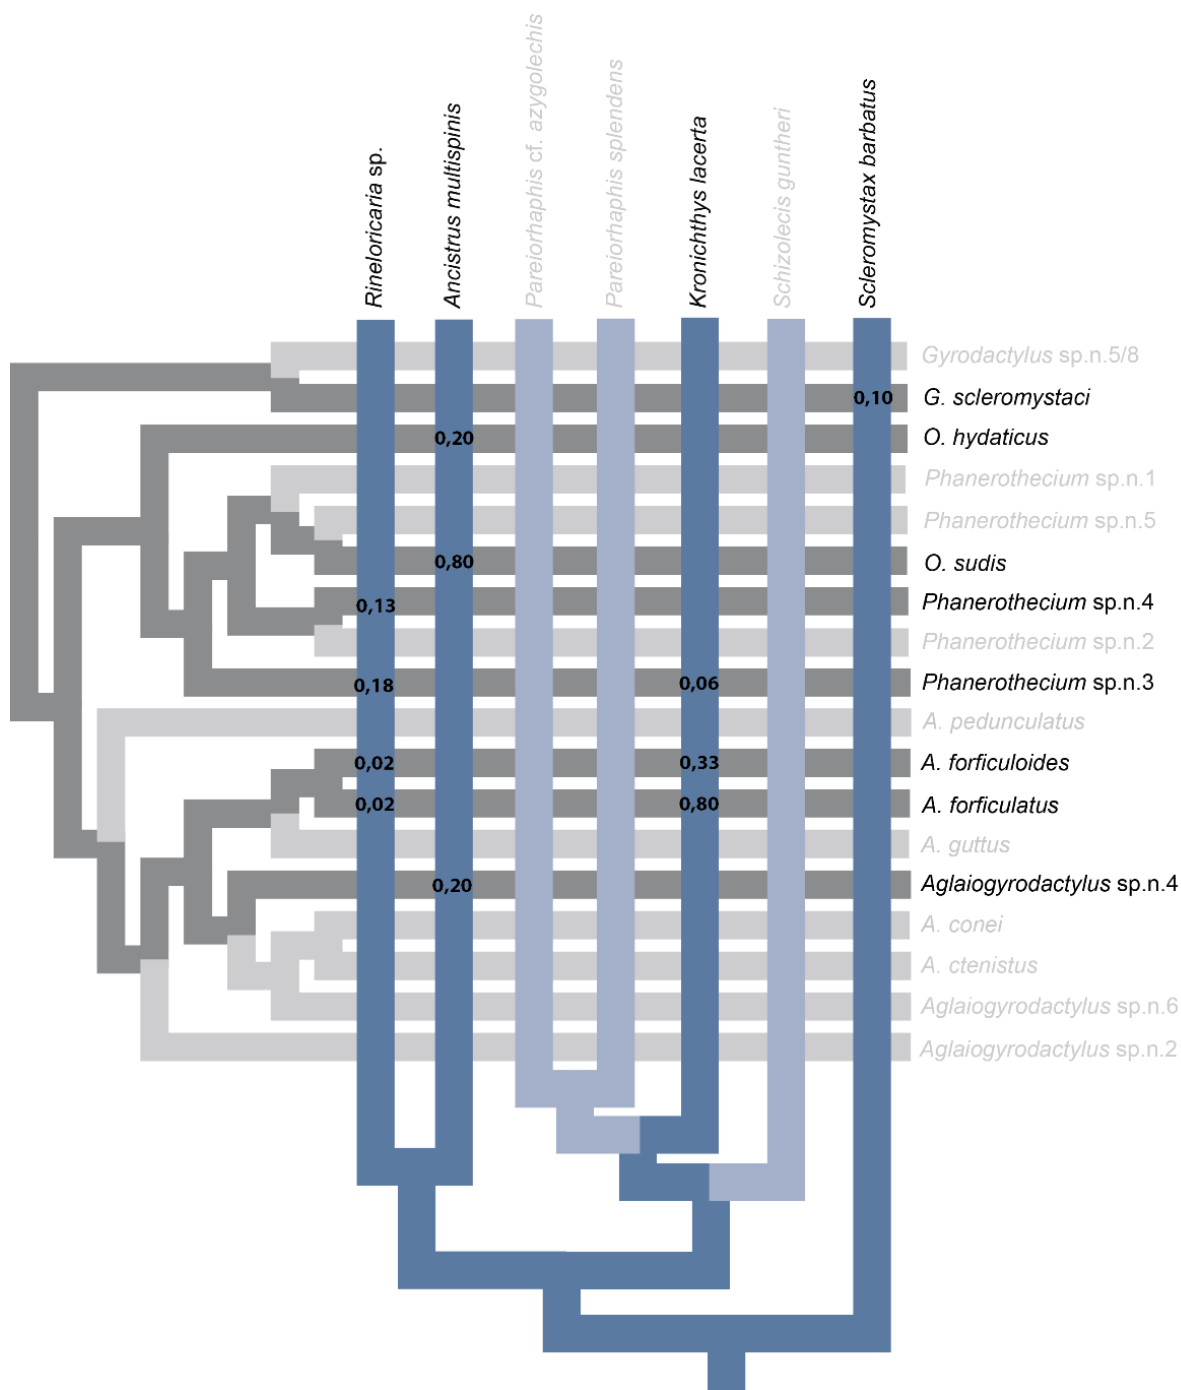 Rineloricaria sp.
Ancistrus multispinis
Pareiorhaphis cf. azygolechis
Pareiorhaphis splendens
Kronichthys lacerta
Schizolecis guntheri
Scleromystax barbatus
Gyrodactylus sp.n.5/8
0,10 G. scleromystaci
0,20 O. hydaticus
Phanerothecium sp.n.1
Phanerothecium sp.n.5
0,80 O. sudis
0,13 Phanerothecium sp.n.4
Phanerothecium sp.n.2
0,18 0,06 Phanerothecium sp.n.3
A. pedunculatus
0,02 0,33 A. forficuloides
0,02 0,80 A. forficulatus
A. guttus
0,20 Aglaiogyrodactylus sp.n.4
A. conei
A. ctenistus
Aglaiogyrodactylus sp.n.6
Aglaiogyrodactylus sp.n.2